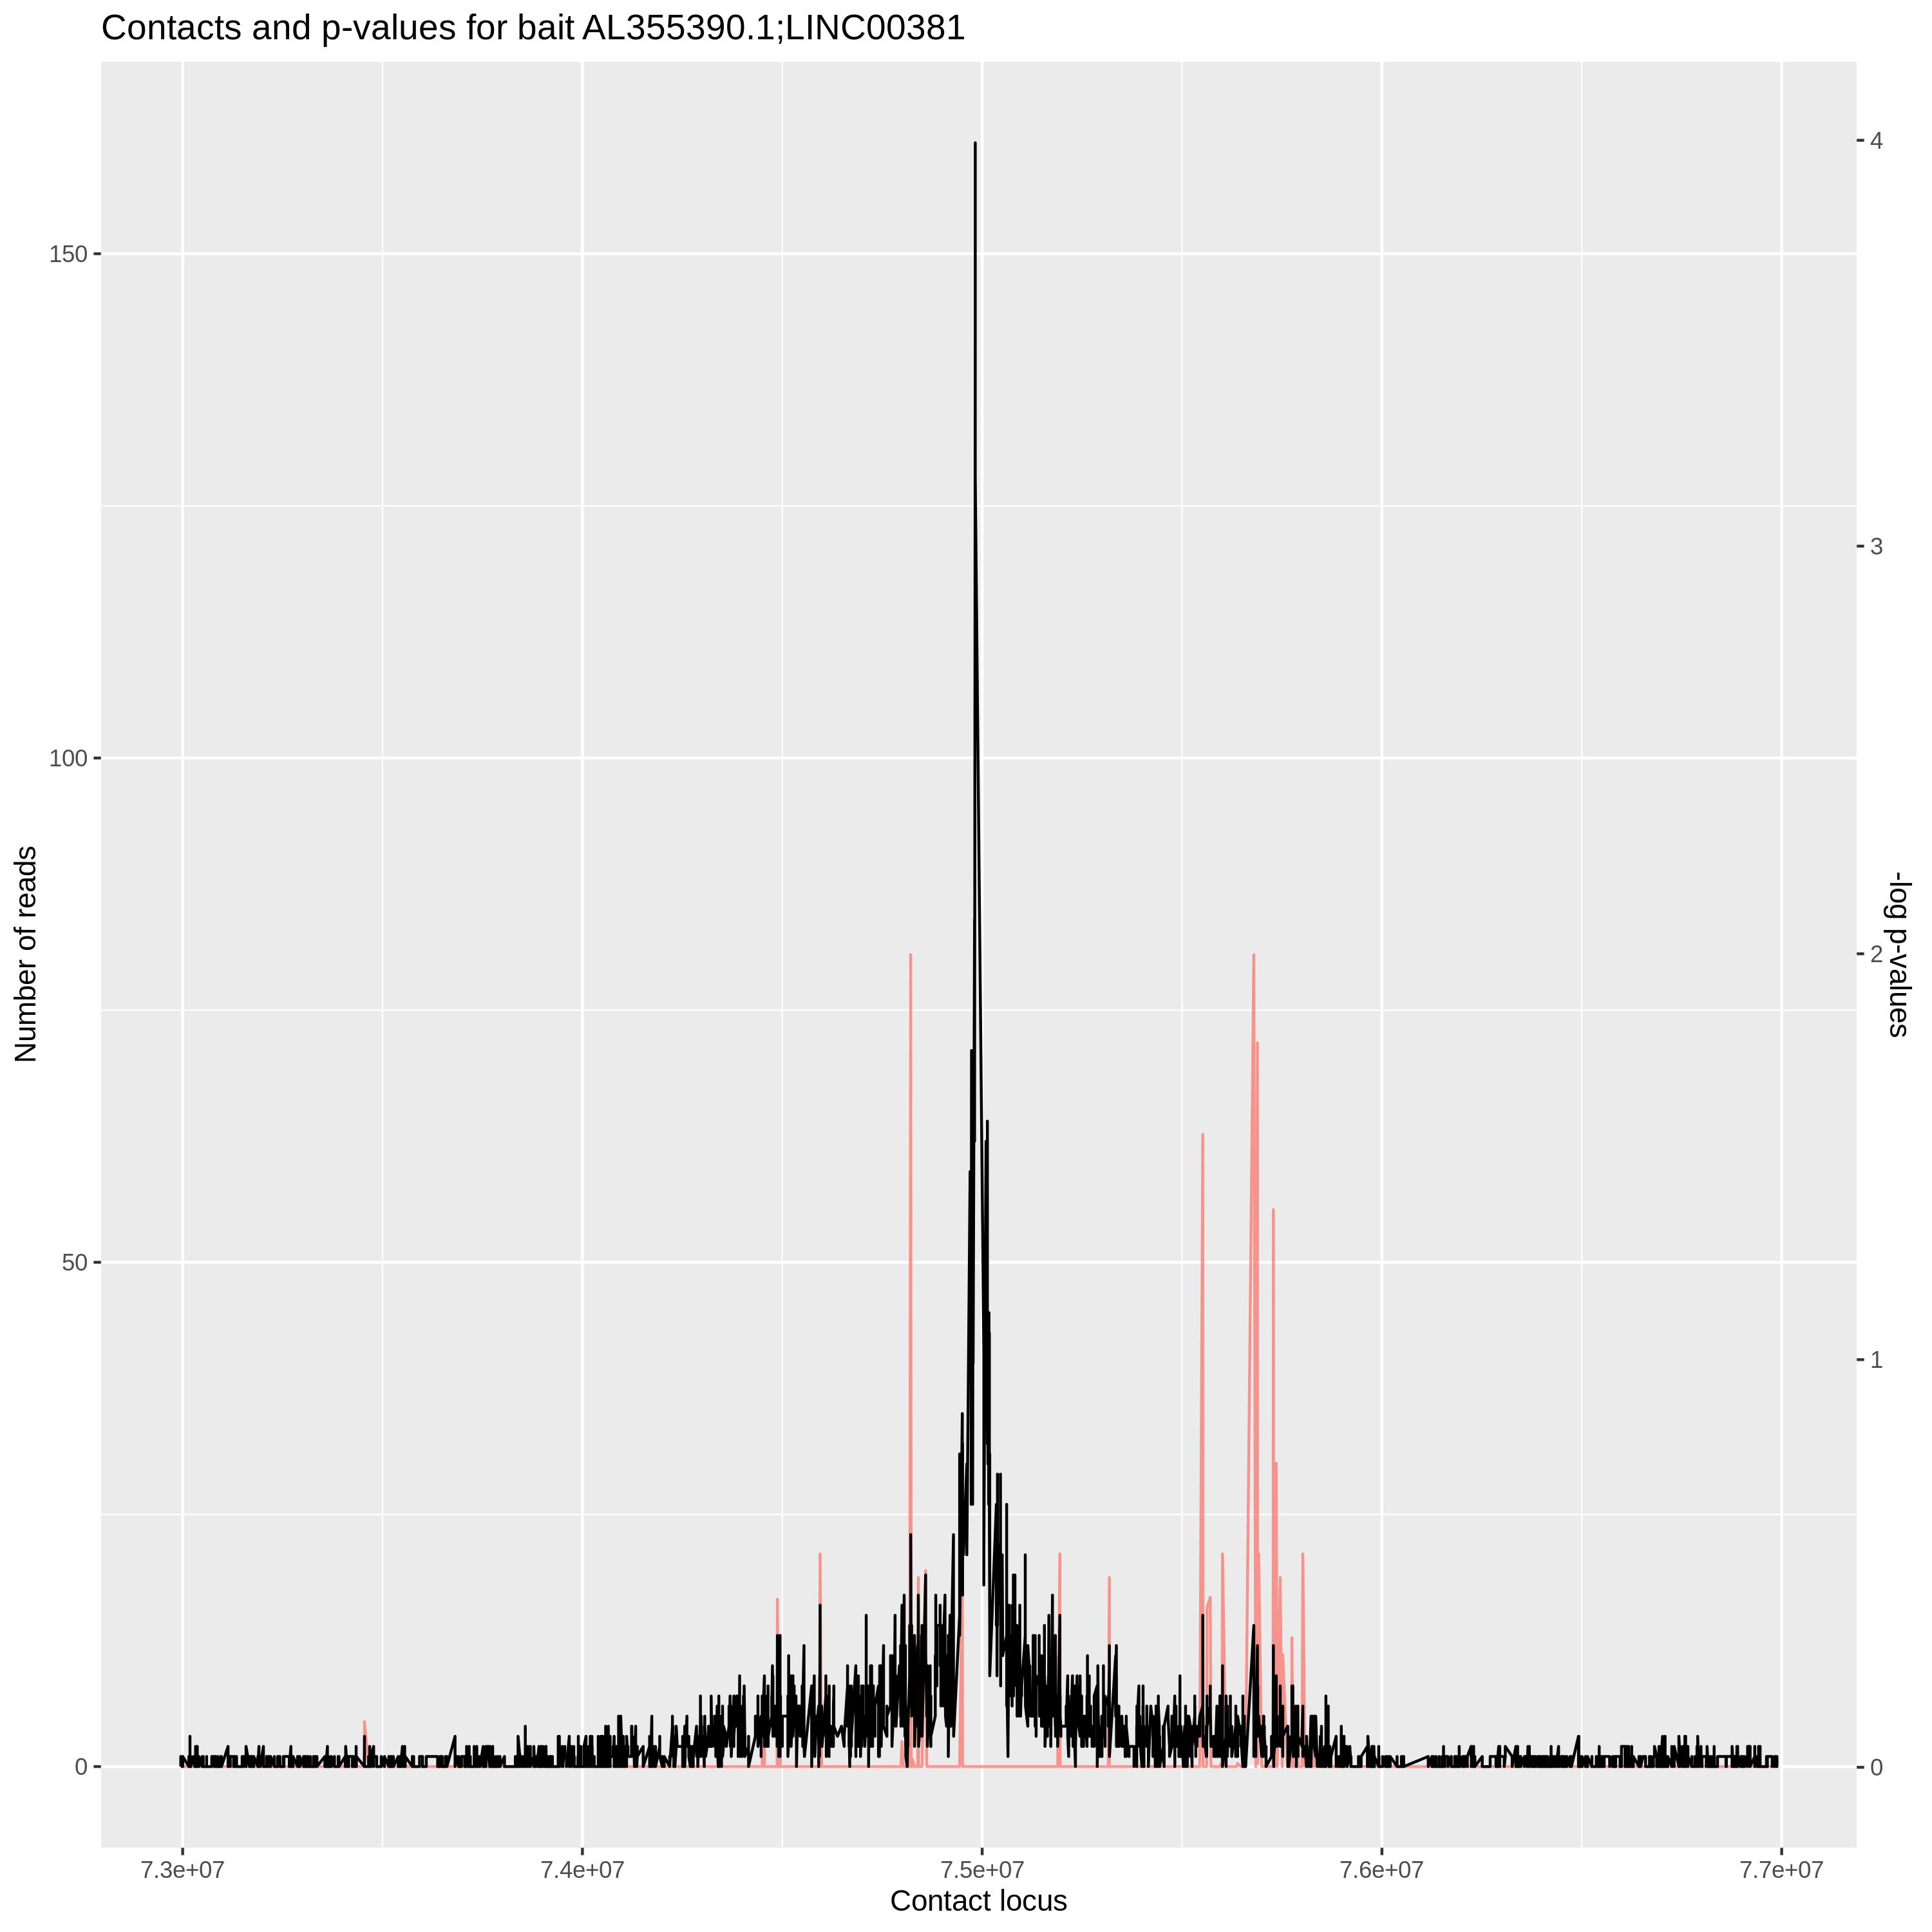 Contacts and p-values for bait AL355390.1;LINC00381
150
100
50
0
Number of reads
4
3
2
1
0
-log p-values
7.3e+07 7.4e+07 7.5e+07 7.6e+07 7.7e+07
Contact locus